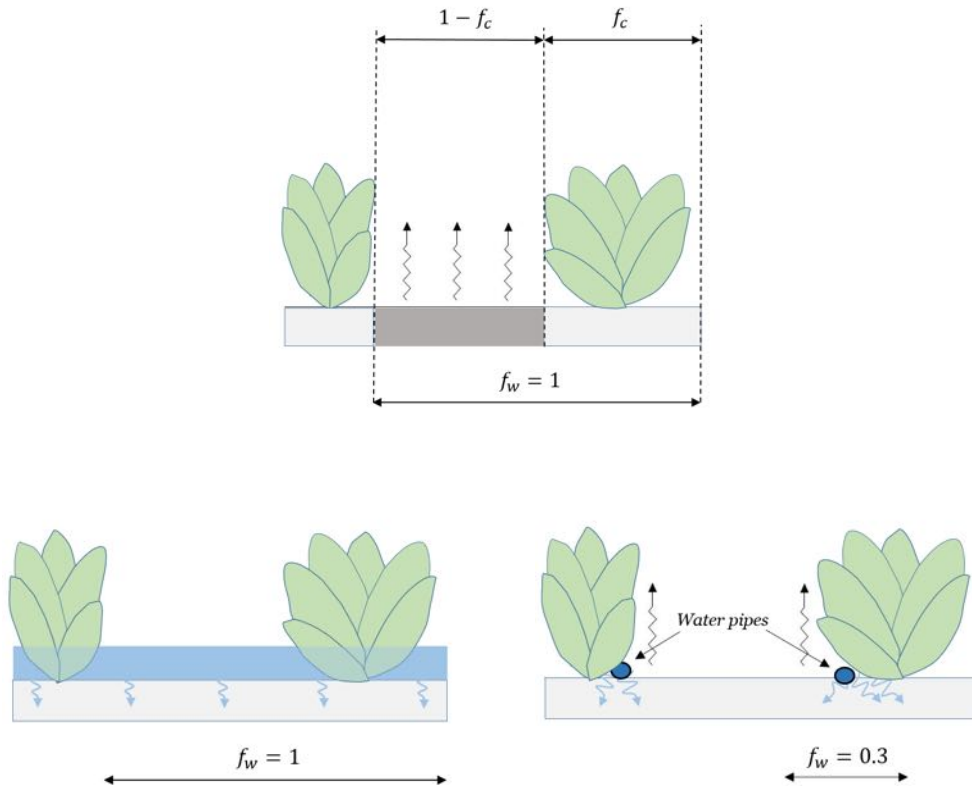 1 − f_c
f_c
f_w = 1
Water pipes
f_w = 1
f_w = 0.3